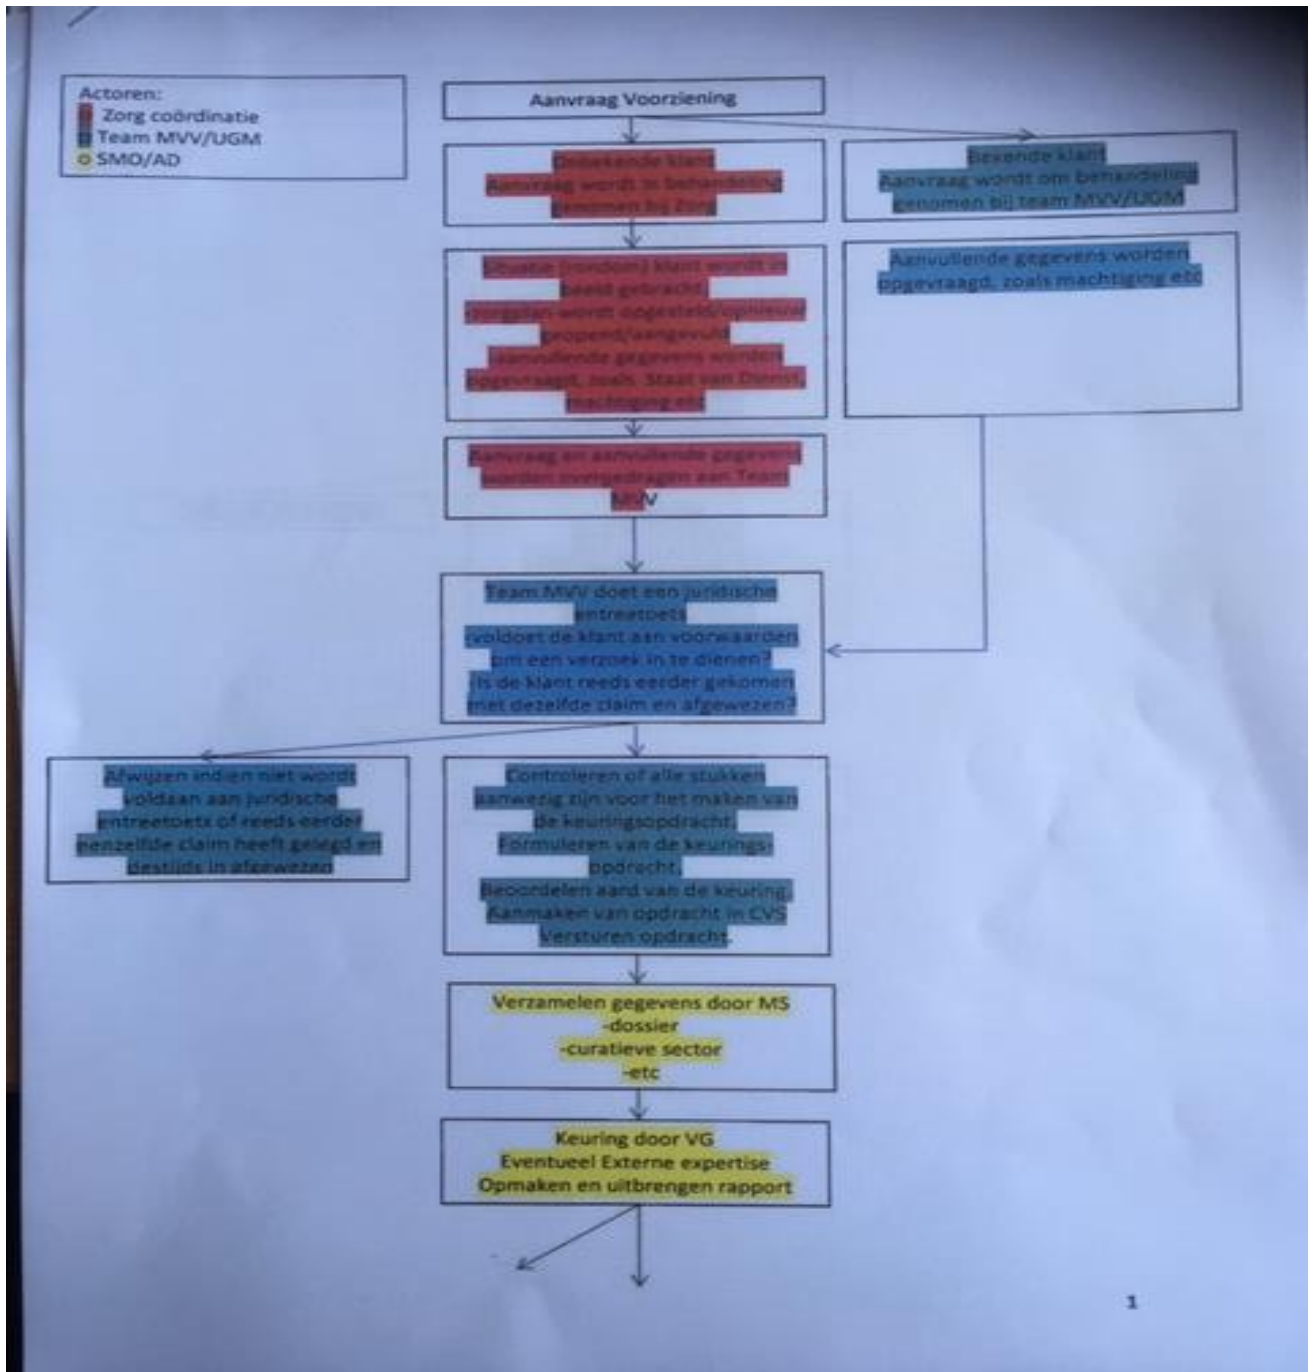 Actoren:
Zorg coördinatie
Team MVV/UGM
SMO/AD
Aanvraag Voorziening
Onbekende klant
Aanvraag wordt in behandeling
genomen bij Zorg
Bekende klant
Aanvraag wordt om behandeling
genomen bij team MVV/UGM
Situatie (rondom) klant wordt in
beeld gebracht,
-zorgplan wordt opgesteld/opnieuw
geopend/aangevuld
-aanvullende gegevens worden
opgevraagd, zoals Staat van Dienst,
machtiging etc
Aanvullende gegevens worden
opgevraagd, zoals machtiging etc
Aanvraag en aanvullende gegevens
worden overgedragen aan Team
MVV
Team MVV doet een juridische
entreetoets
-voldoet de klant aan voorwaarden
om een verzoek in te dienen?
-Is de klant reeds eerder gekomen
met dezelfde claim en afgewezen?
Afwijzen indien niet wordt
voldaan aan juridische
entreetoets of reeds eerder
eenzelfde claim heeft gelegd en
destijds in afgewezen
Controleren of alle stukken
aanwezig zijn voor het maken van
de keuringsopdracht.
Formuleren van de keurings-
opdracht.
Beoordelen aard van de keuring.
Aanmaken van opdracht in CVS
Versturen opdracht.
Verzamelen gegevens door MS
-dossier
-curatieve sector
-etc
Keuring door VG
Eventueel Externe expertise
Opmaken en uitbrengen rapport
1